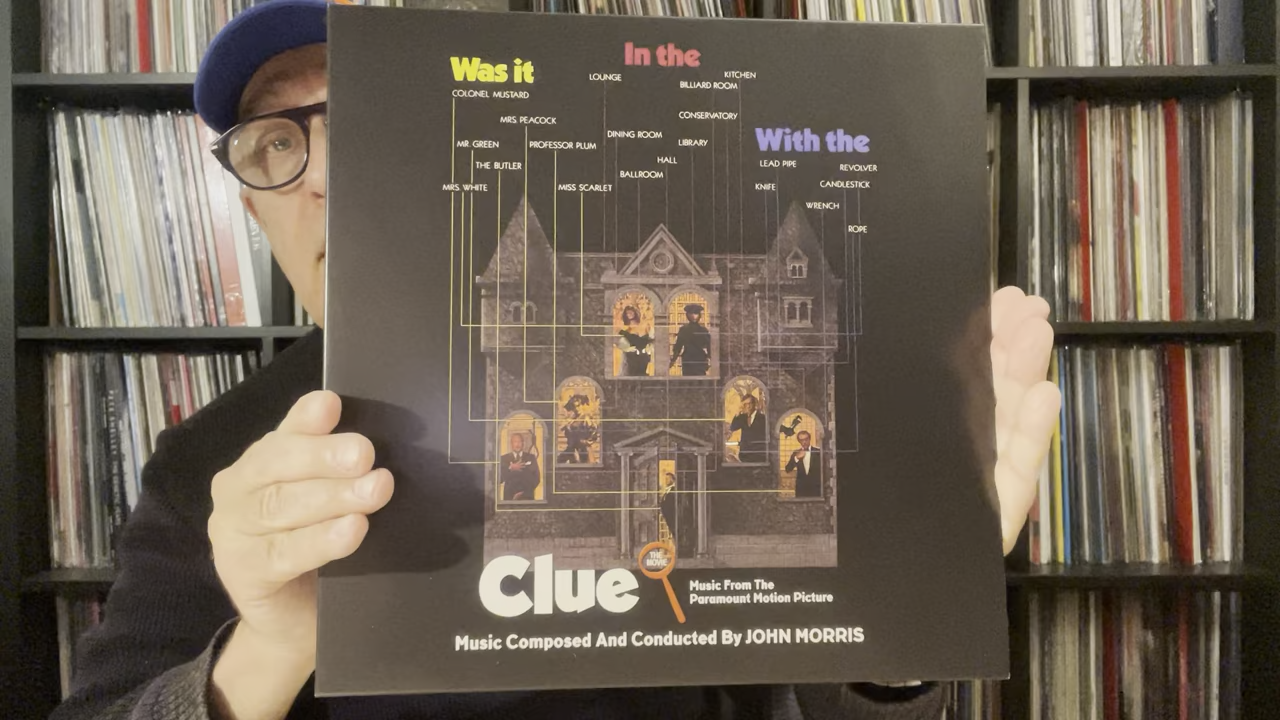 In the
Was it
LOUNGE
KITCHEN
BILLIARD ROOM
COLONEL MUSTARD
CONSERVATORY
MRS. PEACOCK
DINING ROOM
With the
MR. GREEN
PROFESSOR PLUM
LIBRARY
HALL
THE BUTLER
LEAD PIPE
REVOLVER
BALLROOM
MRS. WHITE
MISS SCARLET
KNIFE
CANDLESTICK
WRENCH
ROPE
Clue
THE
MOVIE
Music From The
Paramount Motion Picture
Music Composed And Conducted By JOHN MORRIS